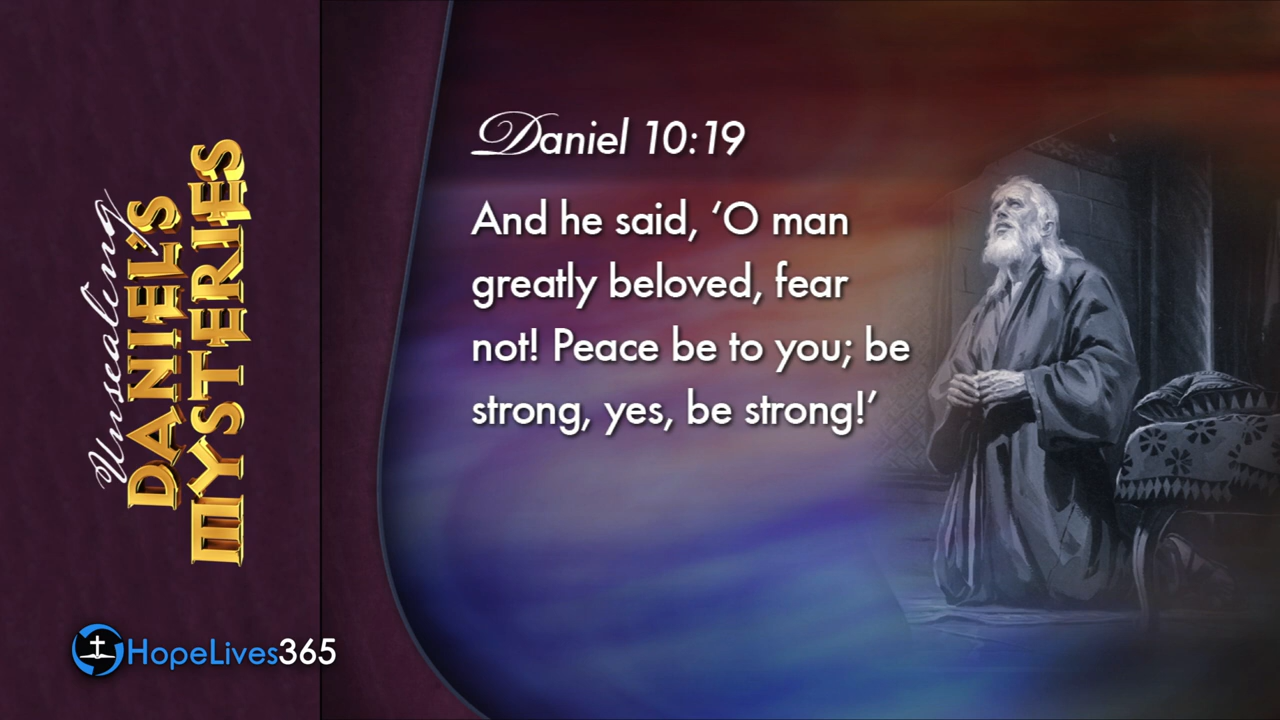 Unsealing
DANIEL'S
MYSTERIES
HopeLives365
Daniel 10:19
And he said, ‘O man
greatly beloved, fear
not! Peace be to you; be
strong, yes, be strong!’